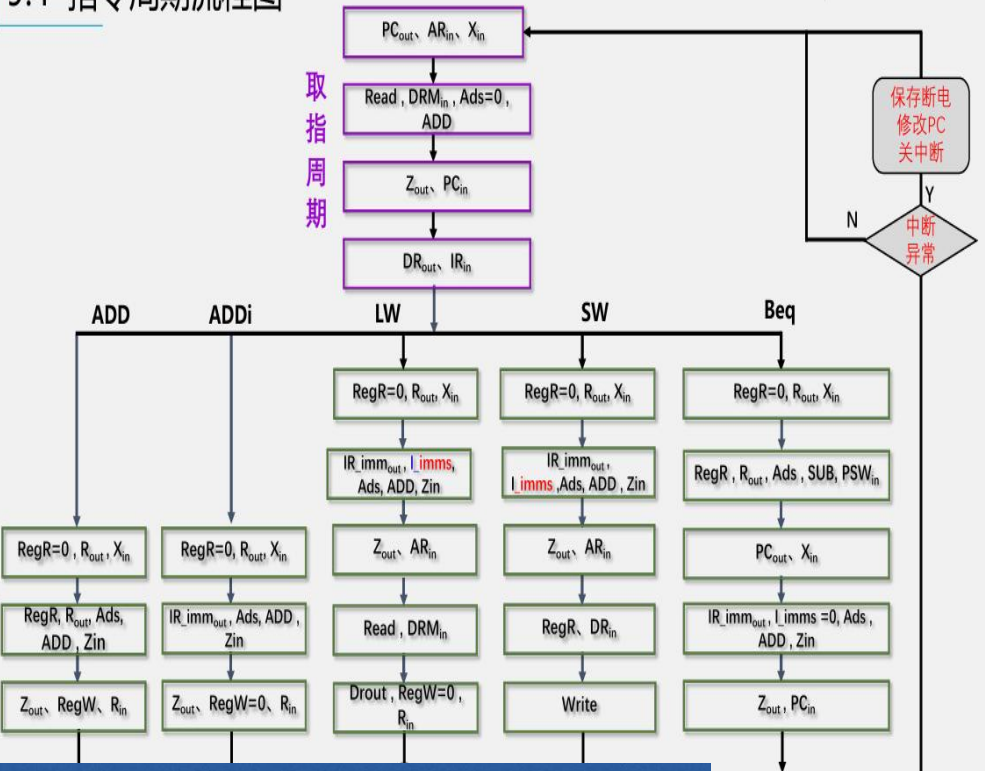 指令周期流程图
PCout、ARin、Xin
取
指
周
期
Read , DRMin , Ads=0 ,
ADD
Zout、PCin
DRout、IRin
保存断电
修改PC
关中断
Y
N
中断
异常
ADD
ADDi
LW
SW
Beq
RegR=0, Rout, Xin
RegR=0, Rout, Xin
RegR=0, Rout, Xin
IR_immout , I_imms,
Ads, ADD, Zin
IR_immout ,
I_imms ,Ads, ADD , Zin
RegR , Rout, Ads , SUB, PSWin
RegR=0 , Rout, Xin
RegR=0, Rout, Xin
Zout、ARin
Zout、ARin
PCout、Xin
RegR, Rout, Ads,
ADD , Zin
IR_immout, Ads, ADD ,
Zin
Read , DRMin
RegR、DRin
IR_immout , I_imms =0, Ads ,
ADD , Zin
Zout、RegW、Rin
Zout、RegW=0、Rin
Drout , RegW=0 ,
Rin
Write
Zout , PCin